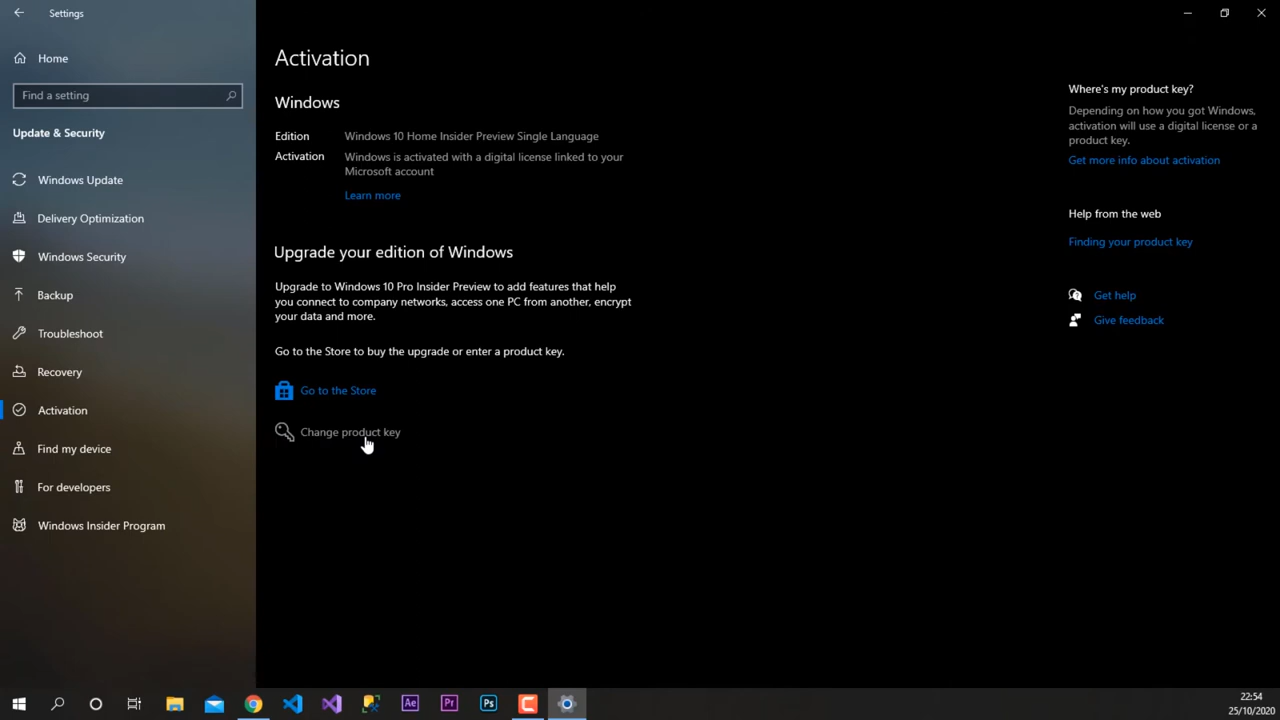 Settings
Home
Find a setting
Update & Security
Windows Update
Delivery Optimization
Windows Security
Backup
Troubleshoot
Recovery
Activation
Find my device
For developers
Windows Insider Program
Activation
Windows
Edition Windows 10 Home Insider Preview Single Language
Activation Windows is activated with a digital license linked to your
Microsoft account
Learn more
Upgrade your edition of Windows
Upgrade to Windows 10 Pro Insider Preview to add features that help
you connect to company networks, access one PC from another, encrypt
your data and more.
Go to the Store to buy the upgrade or enter a product key.
Go to the Store
Change product key
Where's my product key?
Depending on how you got Windows,
activation will use a digital license or a
product key.
Get more info about activation
Help from the web
Finding your product key
Get help
Give feedback
Ae
Pr
Ps
22:54
25/10/2020